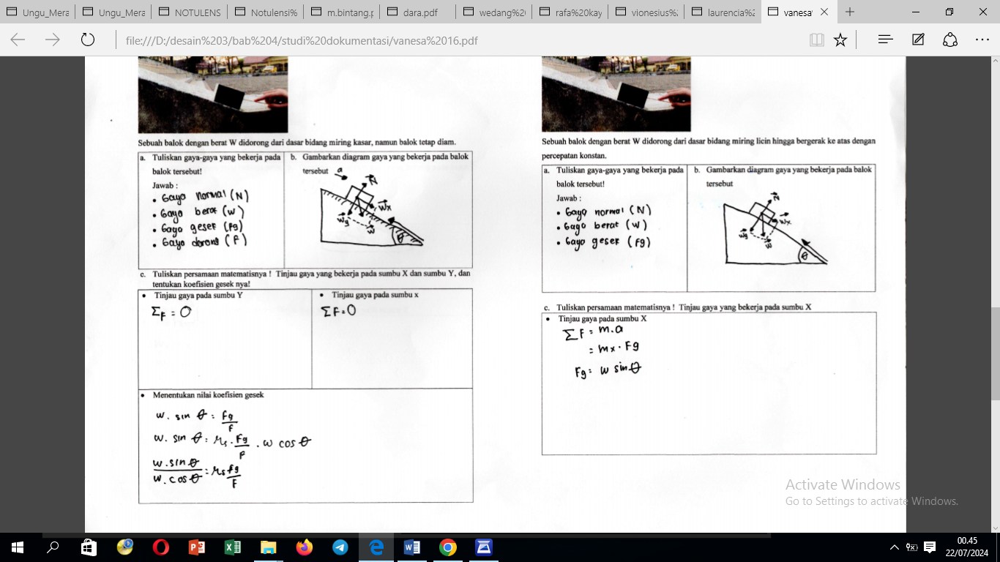 Ungu_Mera
Ungu_Mera
NOTULENS
Notulensi%
m.bintang.p
dara.pdf
wedang%2
rafa%20kay
vionesius%
laurencia%2
vanesa
file:///D:/desain%203/bab%204/studi%20dokumentasi/vanesa%2016.pdf
Sebuah balok dengan berat W didorong dari dasar bidang miring kasar, namun balok tetap diam.
a. Tuliskan gaya-gaya yang bekerja pada balok tersebut!
Jawab :
• Gaya normal (N)
• Gaya berat (W)
• Gaya gesek (Fg)
• Gaya dorong (F)
b. Gambarkan diagram gaya yang bekerja pada balok tersebut
a
N
Wx
Wy
W
θ
c. Tuliskan persamaan matematisnya ! Tinjau gaya yang bekerja pada sumbu X dan sumbu Y, dan
tentukan koefisien gesek nya!
• Tinjau gaya pada sumbu Y
ΣF = 0
• Tinjau gaya pada sumbu x
ΣF = 0
• Menentukan nilai koefisien gesek
W. sin θ = Fg/F
W. sin θ = μs . Fg/F . W cos θ
W.sin θ / W.cos θ = μs fg/F
Sebuah balok dengan berat W didorong dari dasar bidang miring licin hingga bergerak ke atas dengan
percepatan konstan.
a. Tuliskan gaya-gaya yang bekerja pada balok tersebut!
Jawab :
• Gaya normal (N)
• Gaya berat (W)
• Gaya gesek (Fg)
b. Gambarkan diagram gaya yang bekerja pada balok tersebut
N
Wx
Wy
W
θ
c. Tuliskan persamaan matematisnya ! Tinjau gaya yang bekerja pada sumbu X
• Tinjau gaya pada sumbu X
ΣF = m.a
= mx . Fg
Fg = W sin θ
Activate Windows
Go to Settings to activate Windows.
00.45
22/07/2024